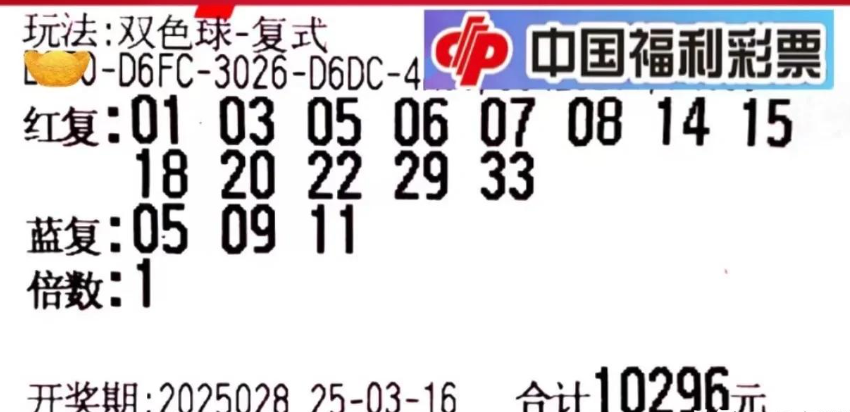 玩法:双色球-复式
中国福利彩票
-D6FC-3026-D6DC-4
红复:01 03 05 06 07 08 14 15
18 20 22 29 33
蓝复:05 09 11
倍数:1
开奖期:2025028 25-03-16 合计10296元